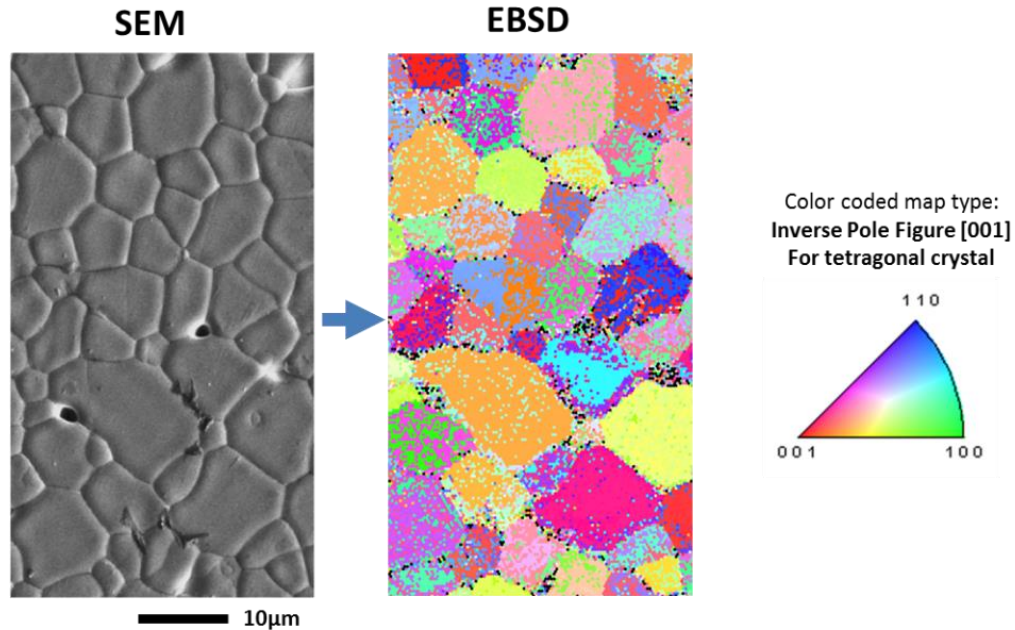 SEM
EBSD
Color coded map type:
Inverse Pole Figure [001]
For tetragonal crystal
110
001
100
10μm